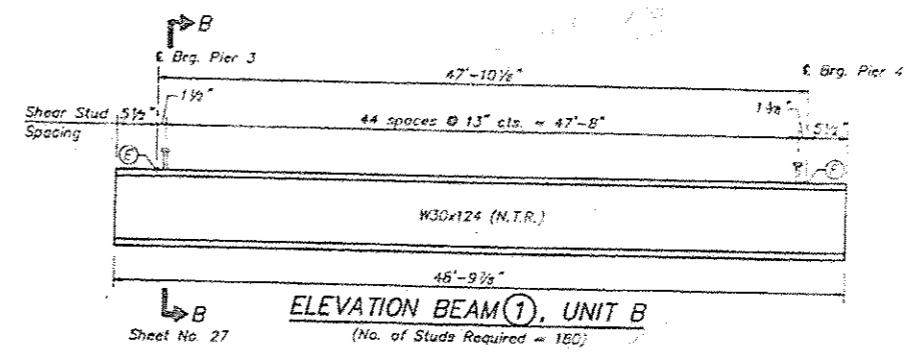 B
℄ Brg. Pier 3
47'-10⅞"
℄ Brg. Pier 4
1½"
1⅜"
Shear Stud
Spacing
5½"
44 spaces @ 13" cts. = 47'-8"
5½"
E
E
W30x124 (N.T.R.)
48'-9⅞"
B
Sheet No. 27
ELEVATION BEAM 1, UNIT B
(No. of Studs Required = 180)